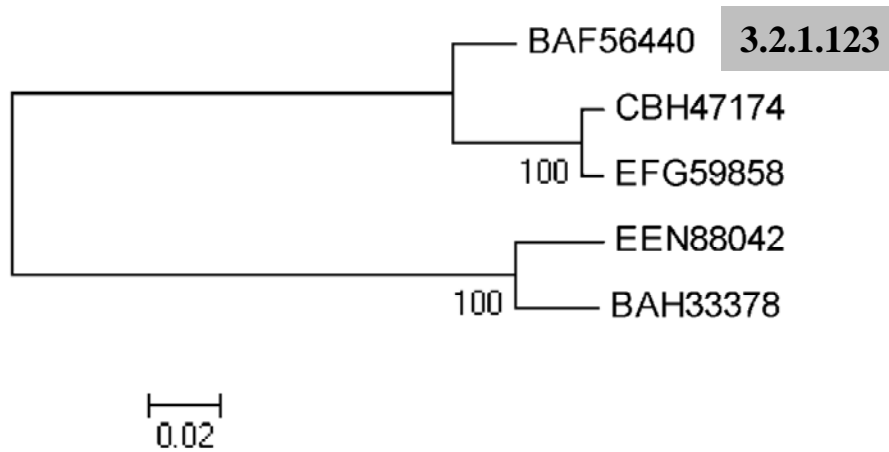 BAF56440 3.2.1.123
CBH47174
100 EFG59858
EEN88042
100 BAH33378
0.02